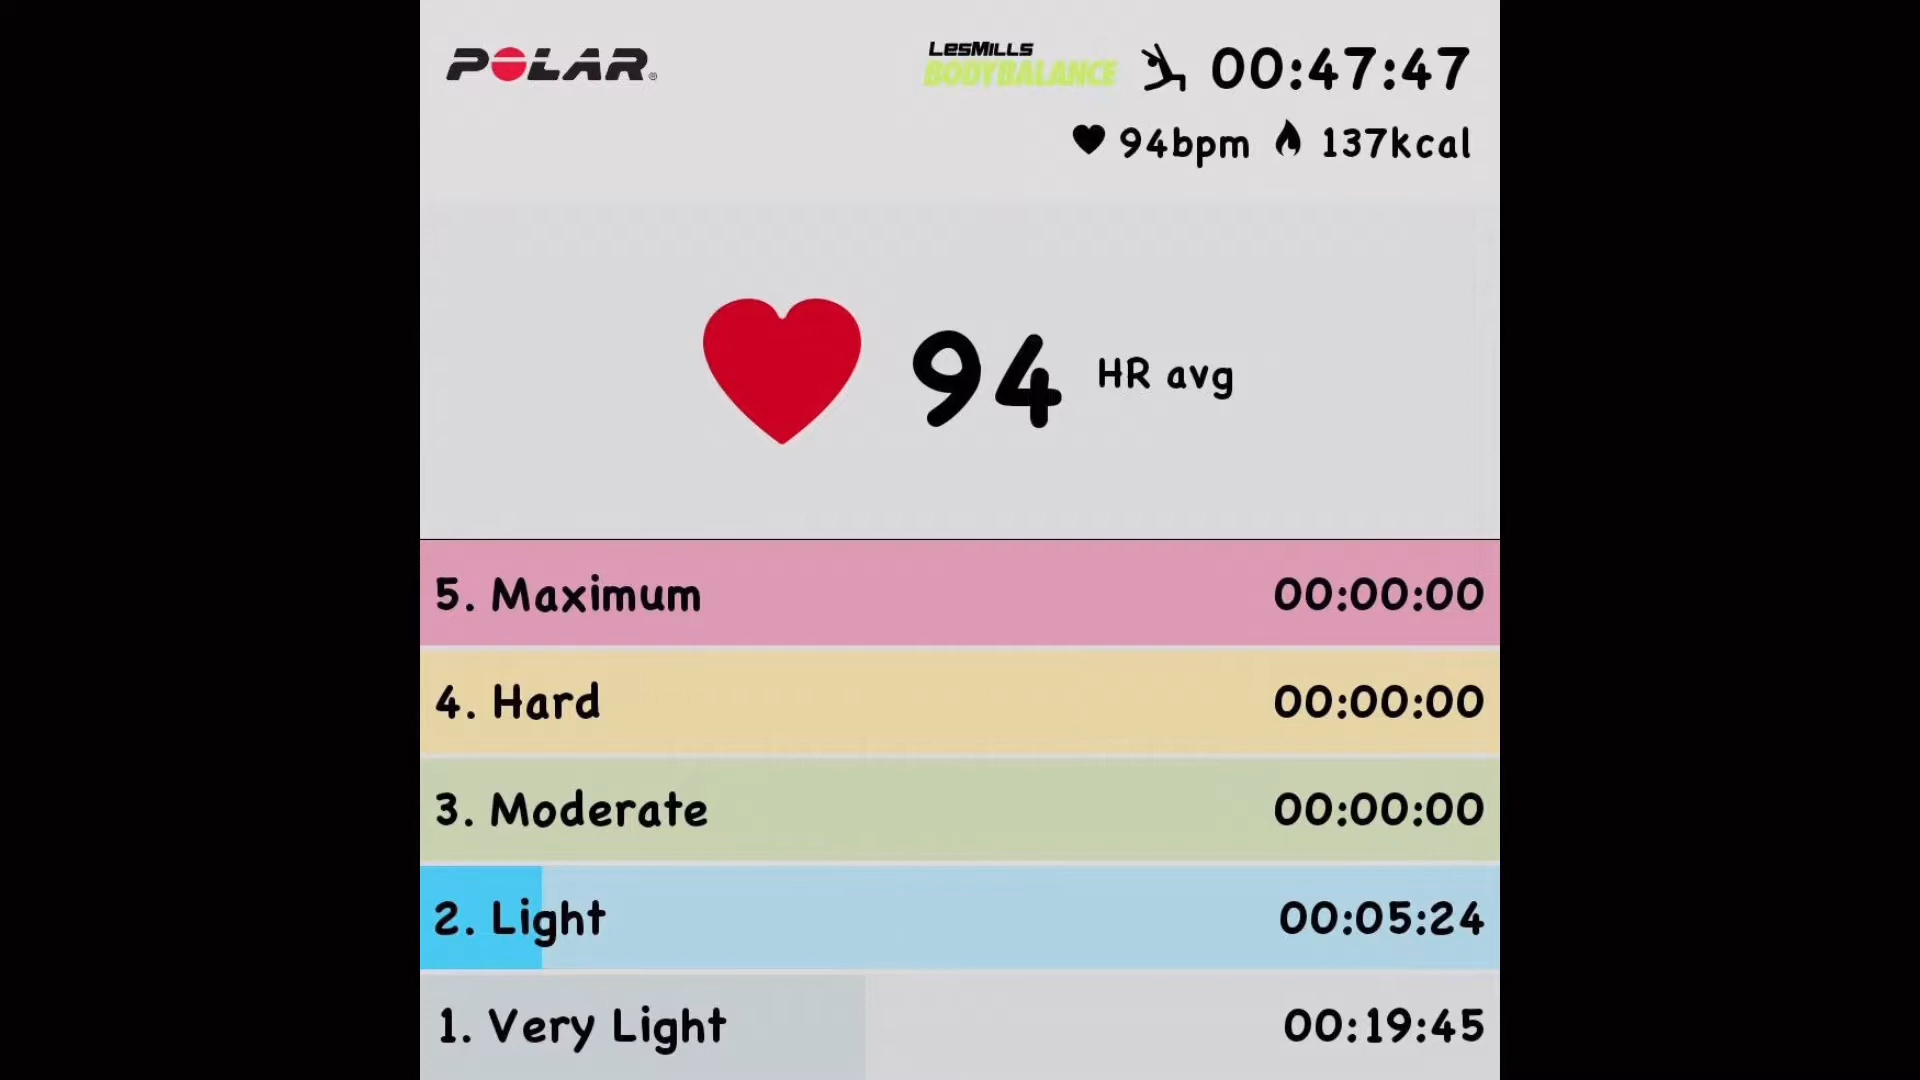 POLAR®
LESMILLS
BODYBALANCE
00:47:47
94bpm 137kcal
94 HR avg
5. Maximum 00:00:00
4. Hard 00:00:00
3. Moderate 00:00:00
2. Light 00:05:24
1. Very Light 00:19:45